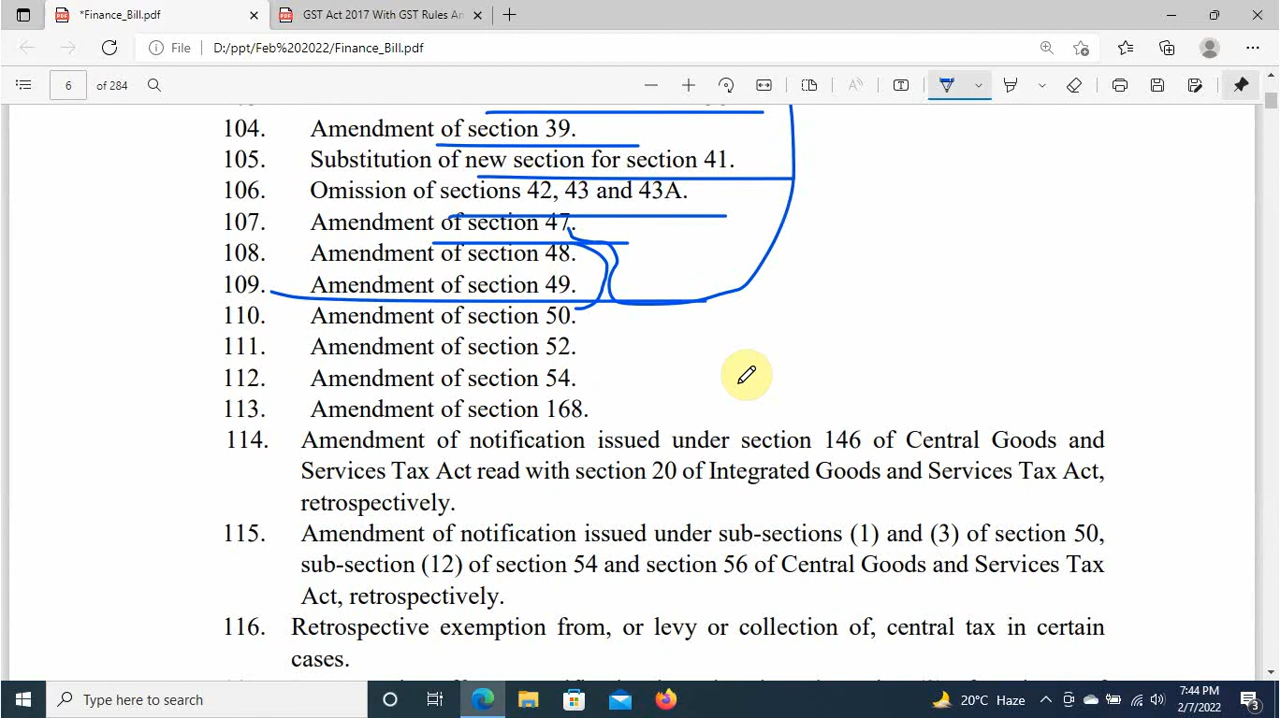 *Finance_Bill.pdf
GST Act 2017 With GST Rules An
File D:/ppt/Feb%202022/Finance_Bill.pdf
6 of 284
104. Amendment of section 39.
105. Substitution of new section for section 41.
106. Omission of sections 42, 43 and 43A.
107. Amendment of section 47.
108. Amendment of section 48.
109. Amendment of section 49.
110. Amendment of section 50.
111. Amendment of section 52.
112. Amendment of section 54.
113. Amendment of section 168.
114. Amendment of notification issued under section 146 of Central Goods and
Services Tax Act read with section 20 of Integrated Goods and Services Tax Act,
retrospectively.
115. Amendment of notification issued under sub-sections (1) and (3) of section 50,
sub-section (12) of section 54 and section 56 of Central Goods and Services Tax
Act, retrospectively.
116. Retrospective exemption from, or levy or collection of, central tax in certain
cases.
Type here to search
20°C Haze
7:44 PM
2/7/2022
3